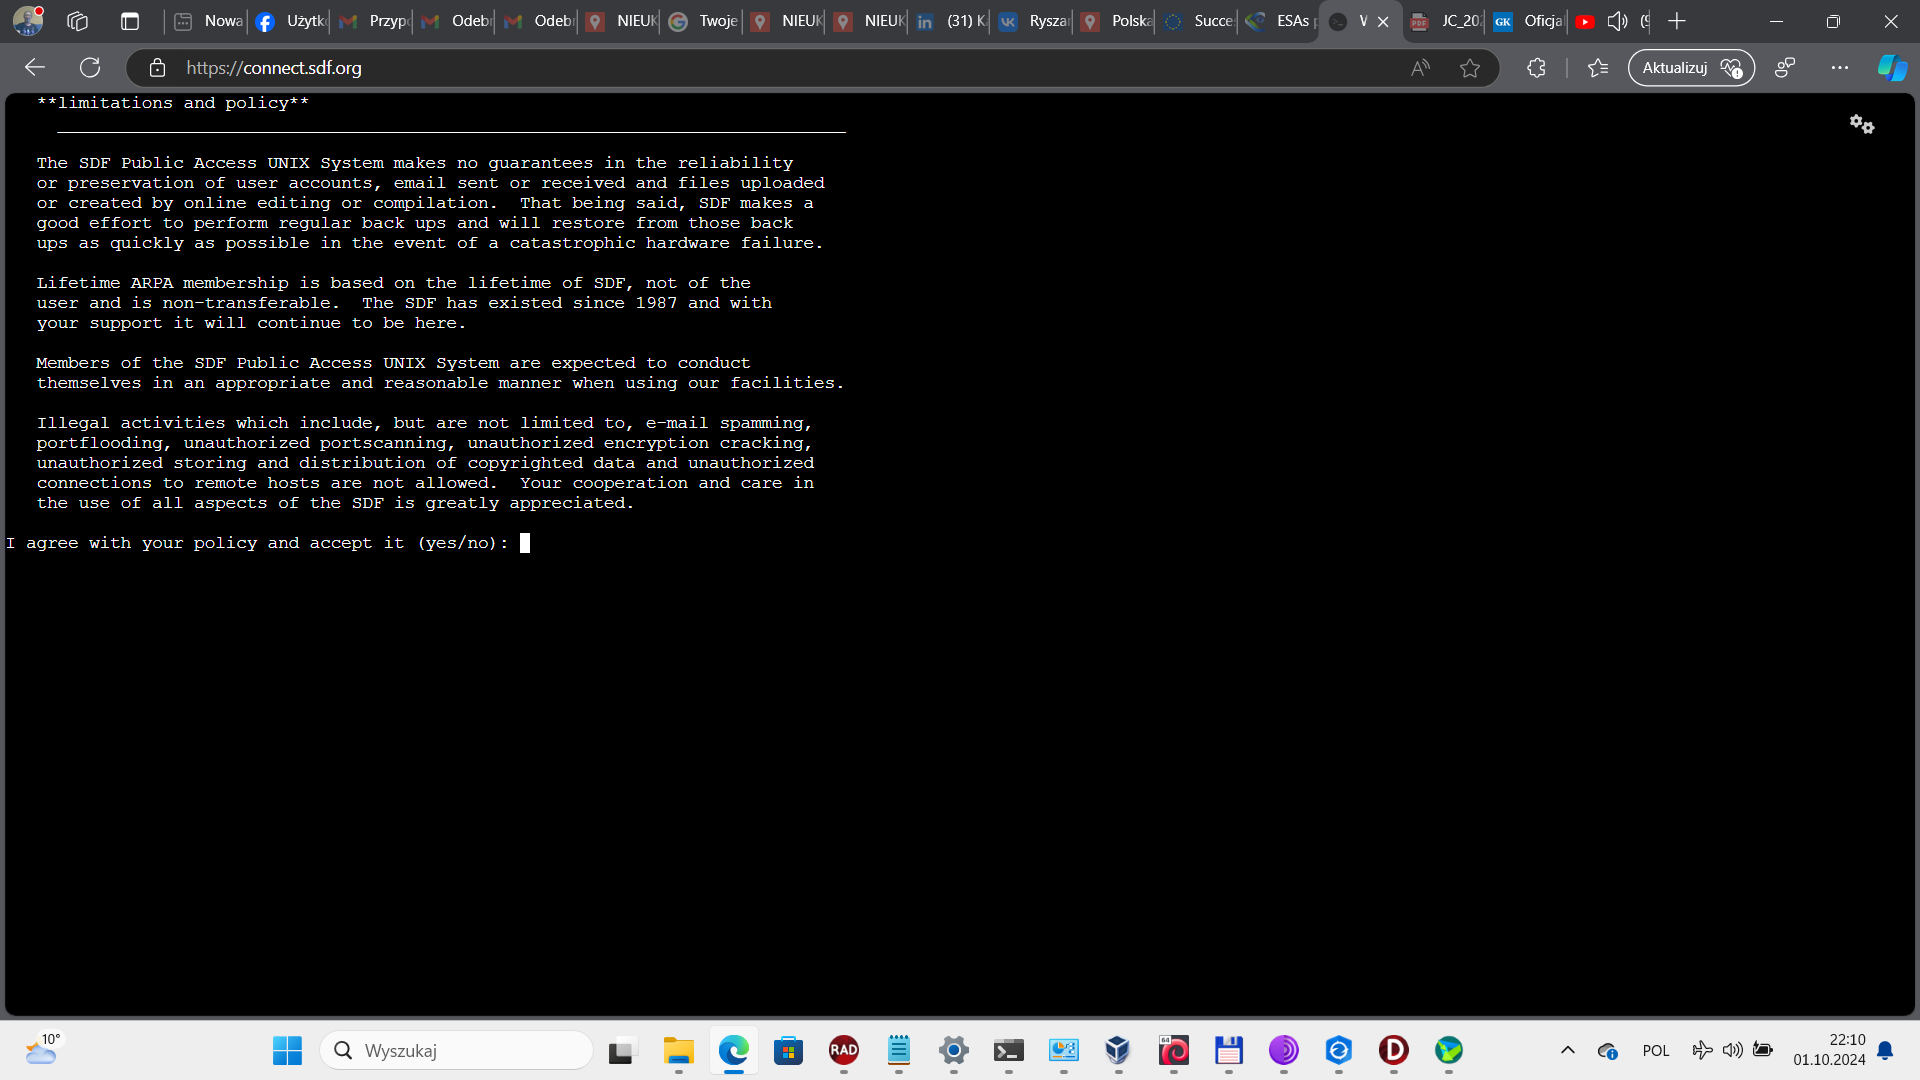 Nowa
Użytk
Przypo
Odebr
Odebr
NIEUK
Twoje
NIEUK
NIEUK
(31) K
Rysza
Polska
Succe
ESAs p
JC_202
GK
Oficjal
https://connect.sdf.org
Aktualizuj
**limitations and policy**
The SDF Public Access UNIX System makes no guarantees in the reliability
or preservation of user accounts, email sent or received and files uploaded
or created by online editing or compilation.  That being said, SDF makes a
good effort to perform regular back ups and will restore from those back
ups as quickly as possible in the event of a catastrophic hardware failure.
Lifetime ARPA membership is based on the lifetime of SDF, not of the
user and is non-transferable.  The SDF has existed since 1987 and with
your support it will continue to be here.
Members of the SDF Public Access UNIX System are expected to conduct
themselves in an appropriate and reasonable manner when using our facilities.
Illegal activities which include, but are not limited to, e-mail spamming,
portflooding, unauthorized portscanning, unauthorized encryption cracking,
unauthorized storing and distribution of copyrighted data and unauthorized
connections to remote hosts are not allowed.  Your cooperation and care in
the use of all aspects of the SDF is greatly appreciated.
I agree with your policy and accept it (yes/no):
10°
Wyszukaj
RAD
64
POL
22:10
01.10.2024